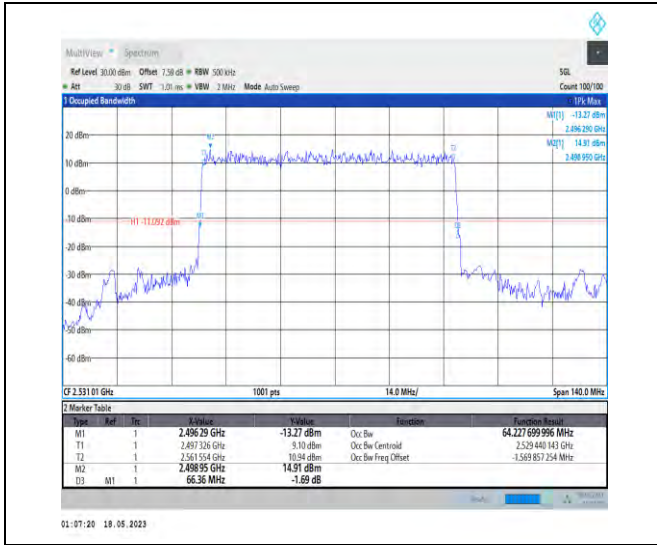 MultiView Spectrum
Ref Level 30.00 dBm Offset 7.59 dB RBW 500 kHz SGL
Att 30 dB SWT 1.01 ms VBW 2 MHz Mode Auto Sweep Count 100/100
1 Occupied Bandwidth 1Pk Max
M1[1] -13.27 dBm
2.496 290 GHz
M2[1] 14.91 dBm
2.498 950 GHz
20 dBm
M2
T1
T2
10 dBm
0 dBm
-10 dBm
H1 -11.092 dBm
M1
D3
-20 dBm
-30 dBm
-40 dBm
-50 dBm
-60 dBm
CF 2.531 01 GHz 1001 pts 14.0 MHz/ Span 140.0 MHz
2 Marker Table
Type Ref Trc X-Value Y-Value Function Function Result
M1 1 2.496 29 GHz -13.27 dBm Occ Bw 64.227 699 996 MHz
T1 1 2.497 326 GHz 9.10 dBm Occ Bw Centroid 2.529 440 143 GHz
T2 1 2.561 554 GHz 10.94 dBm Occ Bw Freq Offset -1.569 857 254 MHz
M2 1 2.498 95 GHz 14.91 dBm
D3 M1 1 66.36 MHz -1.69 dB
01:07:20 18.05.2023